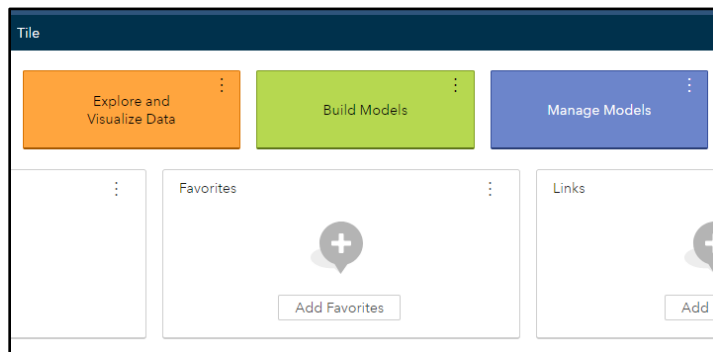 Tile
Explore and
Visualize Data
Build Models
Manage Models
Favorites
Links
Add Favorites
Add